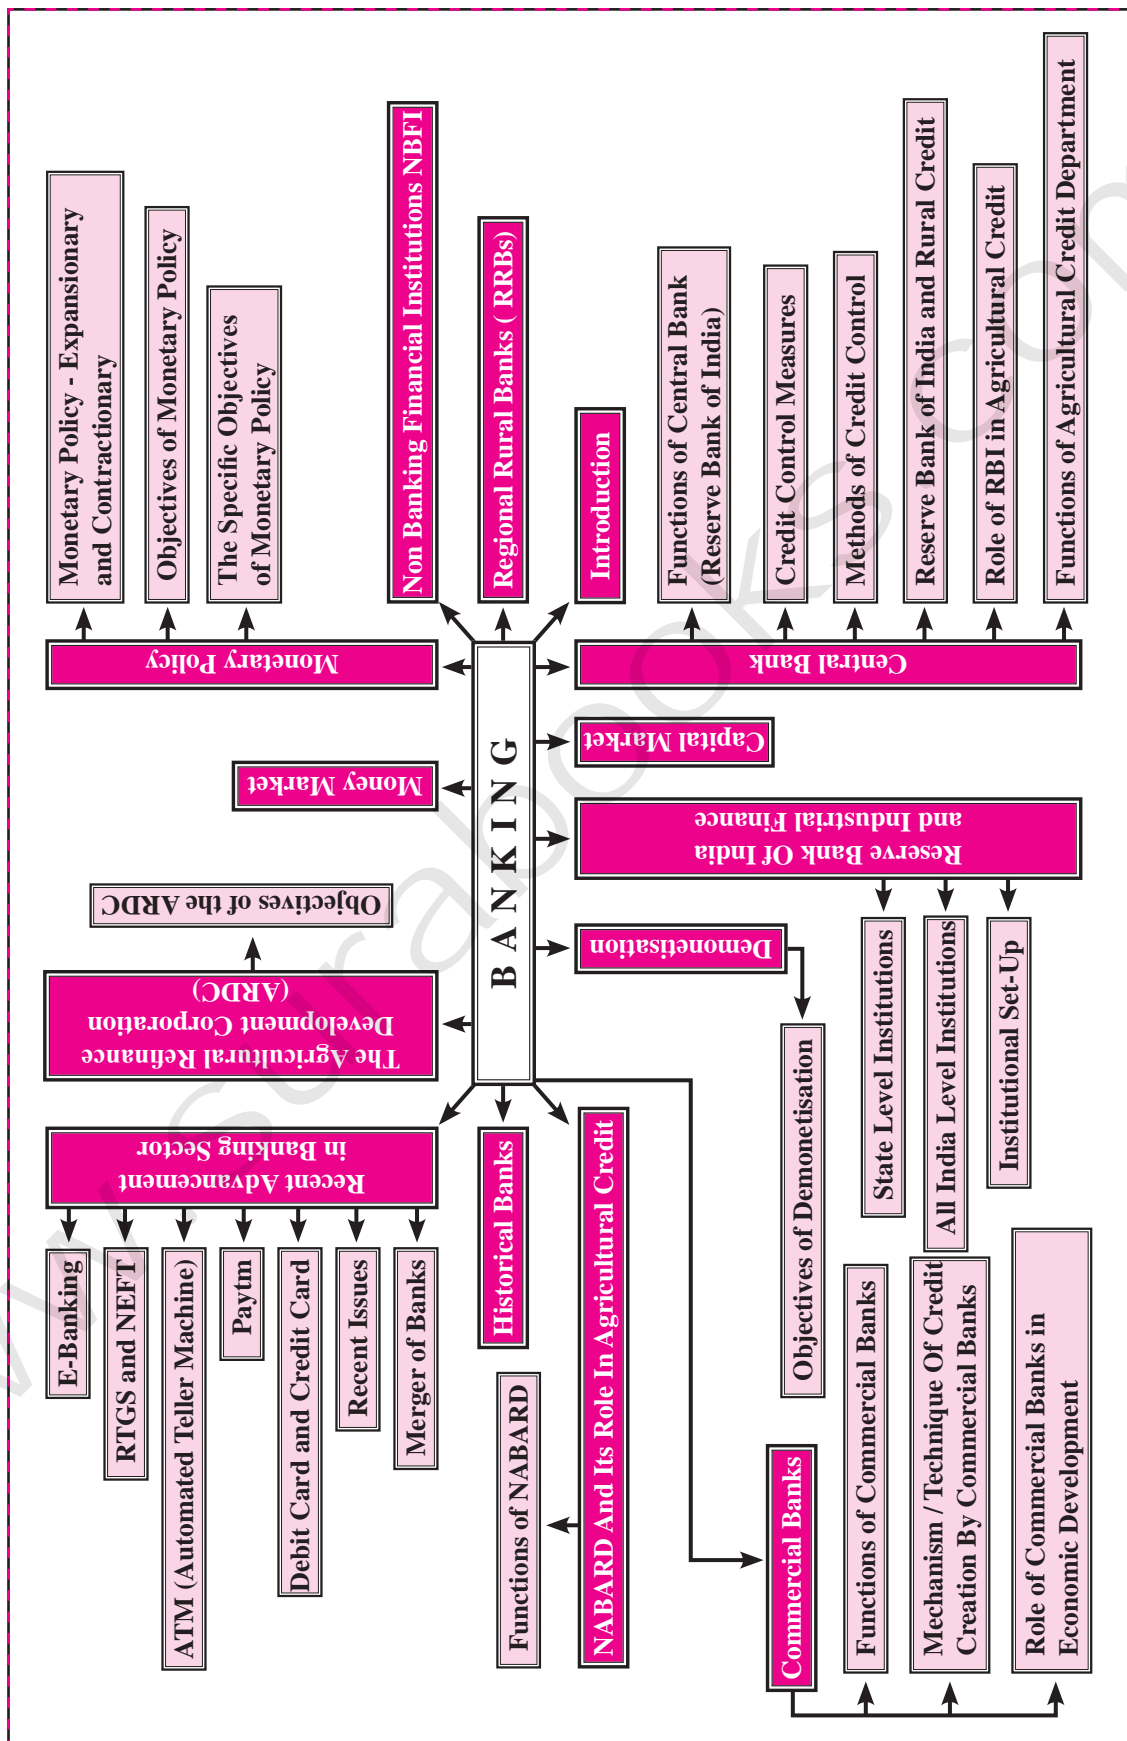 BANKING
Introduction
Regional Rural Banks ( RRBs)
Non Banking Financial Institutions NBFI
Monetary Policy
Monetary Policy - Expansionary
and Contractionary
Objectives of Monetary Policy
The Specific Objectives
of Monetary Policy
Money Market
The Agricultural Refinance
Development Corporation
(ARDC)
Objectives of the ARDC
Recent Advancement
in Banking Sector
E-Baking
RTGS and NEFT
ATM (Automated Teller Machine)
Paytm
Debit Card and Credit Card
Recent Issues
Merger of Banks
Historical Banks
NABARD And Its Role In Agricultural Credit
Functions of NABARD
Commercial Banks
Functions of Commercial Banks
Mechanism / Technique Of Credit
Creation By Commercial Banks
Role of Commercial Banks in
Economic Development
Demonetisation
Objectives of Demonetisation
Reserve Bank Of India
and Industrial Finance
State Level Institutions
All India Level Institutions
Institutional Set-Up
Capital Market
Central Bank
Functions of Central Bank
(Reserve Bank of India)
Credit Control Measures
Methods of Credit Control
Reserve Bank of India and Rural Credit
Role of RBI in Agricultural Credit
Functions of Agricultural Credit Department